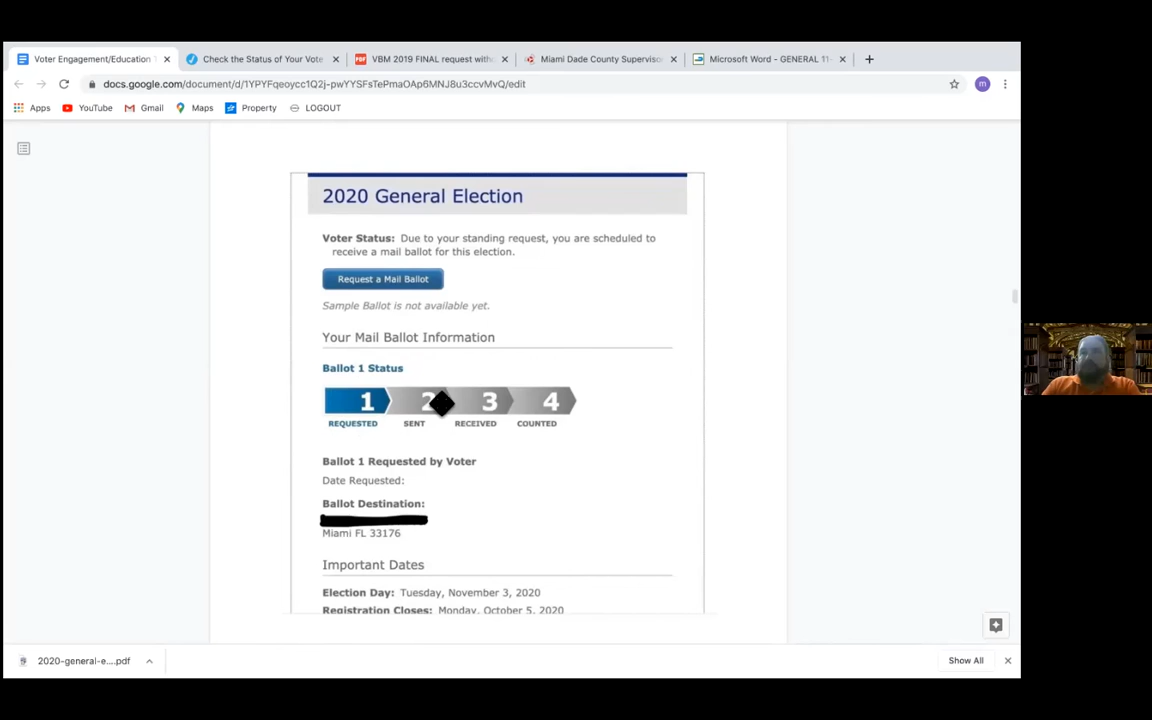 Voter Engagement/Education
Check the Status of Your Vote
VBM 2019 FINAL request with
Miami Dade County Supervisor
Microsoft Word - GENERAL 11-
docs.google.com/document/d/1YPYFqeoycc1Q2j-pwYYSFsTePmaOAp6MNJ8u3ccvMvQ/edit
m
Apps YouTube Gmail Maps Property LOGOUT
2020 General Election
Voter Status: Due to your standing request, you are scheduled to
receive a mail ballot for this election.
Request a Mail Ballot
Sample Ballot is not available yet.
Your Mail Ballot Information
Ballot 1 Status
1 2 3 4
REQUESTED SENT RECEIVED COUNTED
Ballot 1 Requested by Voter
Date Requested:
Ballot Destination:
Miami FL 33176
Important Dates
Election Day: Tuesday, November 3, 2020
Registration Closes: Monday, October 5, 2020
2020-general-e....pdf
Show All